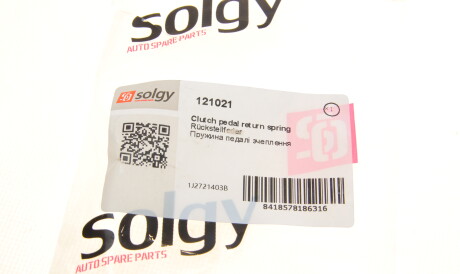 solgy
AUTO SPARE PARTS
solgy
121021
Clutch pedal return spring
Rückstellfeder
Пружина педалі зчеплення
1J2721403B
8418578186316
solgy
AUTO SPARE PARTS